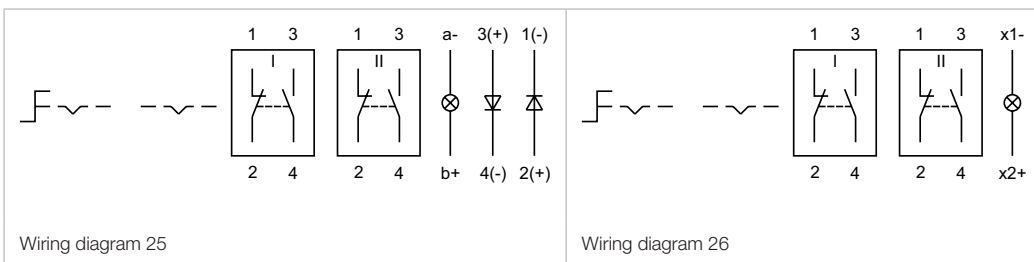 1 3 1 3 a- 3(+) 1(-)
I II
2 4 2 4 b+ 4(-) 2(+)
Wiring diagram 25
1 3 1 3 x1-
I II
2 4 2 4 x2+
Wiring diagram 26